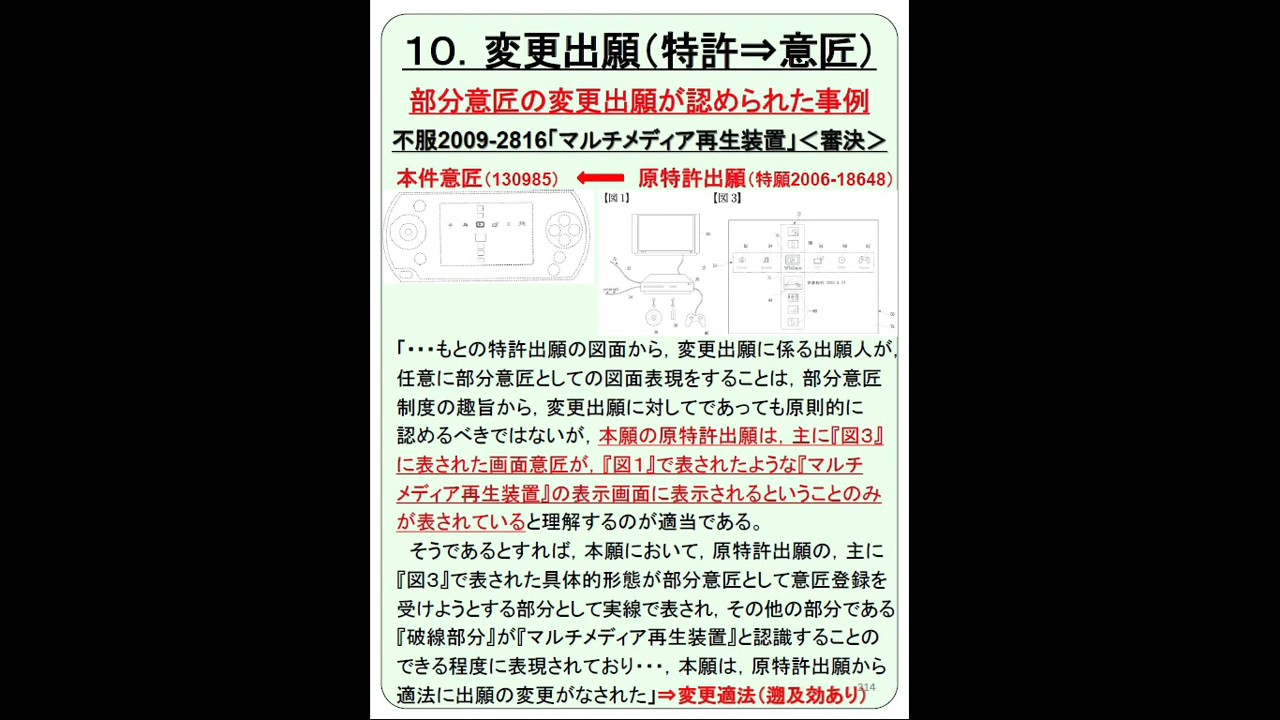 １０．変更出願（特許⇒意匠）
部分意匠の変更出願が認められた事例
不服2009-2816「マルチメディア再生装置」＜審決＞
本件意匠（130985） 原特許出願（特願2006-18648）
【図1】 【図3】
「・・・もとの特許出願の図面から，変更出願に係る出願人が，
任意に部分意匠としての図面表現をすることは，部分意匠
制度の趣旨から，変更出願に対してであっても原則的に
認めるべきではないが，本願の原特許出願は，主に『図３』
に表された画面意匠が，『図１』で表されたような『マルチ
メディア再生装置』の表示画面に表示されるということのみ
が表されていると理解するのが適当である。
そうであるとすれば，本願において，原特許出願の，主に
『図３』で表された具体的形態が部分意匠として意匠登録を
受けようとする部分として実線で表され，その他の部分である
『破線部分』が『マルチメディア再生装置』と認識することの
できる程度に表現されており・・・，本願は，原特許出願から
適法に出願の変更がなされた」⇒変更適法（遡及効あり）
214